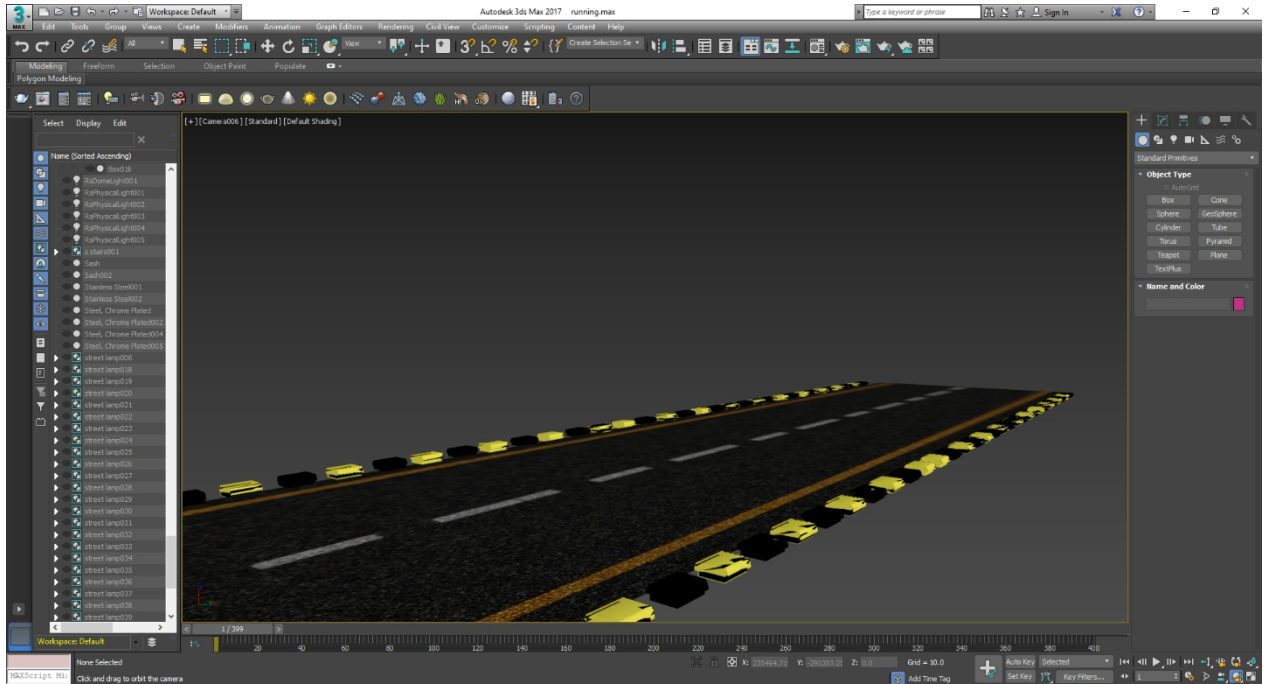 3
MAX
Workspace: Default
Autodesk 3ds Max 2017 running.max
Type a keyword or phrase
Sign In
Edit Tools Group Views Create Modifiers Animation Graph Editors Rendering Civil View Customize Scripting Content Help
All
View
Create Selection Se
Modeling Freeform Selection Object Paint Populate
Polygon Modeling
Select Display Edit
[+] [Camera006] [Standard] [Default Shading]
Name (Sorted Ascending)
RsDomeLight001
RsPhysicalLight001
RsPhysicalLight002
RsPhysicalLight003
RsPhysicalLight004
RsPhysicalLight005
s stairs001
Sash
Sash002
Stainless Steel001
Stainless Steel002
Steel, Chrome Plated
Steel, Chrome Plated002
Steel, Chrome Plated004
Steel, Chrome Plated005
street lamp006
street lamp018
street lamp019
street lamp020
street lamp021
street lamp022
street lamp023
street lamp024
street lamp025
street lamp026
street lamp027
street lamp028
street lamp029
street lamp030
street lamp031
street lamp032
street lamp033
street lamp034
street lamp035
street lamp036
street lamp037
street lamp038
street lamp039
Standard Primitives
Object Type
AutoGrid
Box Cone
Sphere GeoSphere
Cylinder Tube
Torus Pyramid
Teapot Plane
TextPlus
Name and Color
1 / 399
Workspace: Default
20 40 60 80 100 120 140 160 180 200 220 240 260 280 300 320 340 360 380 400
None Selected
X: Y: Z: 0.0 Grid = 10.0
Auto Key Selected
MAXScript Mi:
Click and drag to orbit the camera
Add Time Tag
Set Key Key Filters...
1